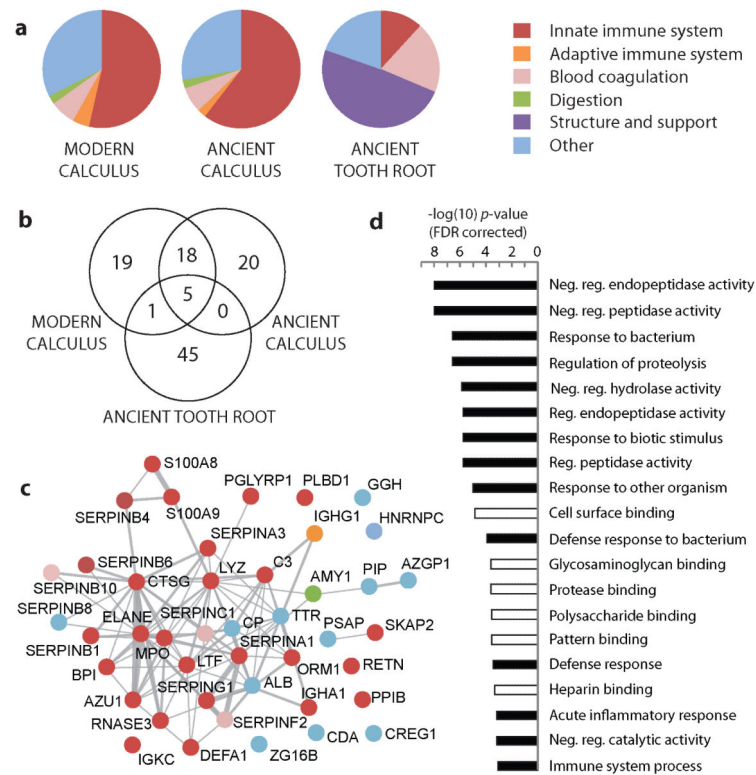 a
Innate immune system
Adaptive immune system
Blood coagulation
Digestion
Structure and support
Other
MODERN
CALCULUS
ANCIENT
CALCULUS
ANCIENT
TOOTH ROOT
b
19
18
20
5
1
0
45
MODERN
CALCULUS
ANCIENT
CALCULUS
ANCIENT TOOTH ROOT
c
S100A8
PGLYRP1
PLBD1
GGH
SERPINB4
S100A9
IGHG1
HNRNPC
SERPINA3
SERPINB6
LYZ
C3
AZGP1
CTSG
AMY1
PIP
SERPINB10
SERPINB8
SERPINC1
TTR
ELANE
CP
PSAP
SKAP2
MPO
SERPINA1
SERPINB1
LTF
ORM1
RETN
BPI
SERPING1
ALB
AZU1
IGHA1
PPIB
RNASE3
SERPINF2
CDA
CREG1
IGKC
DEFA1
ZG16B
d
-log(10) p-value
(FDR corrected)
8 6 4 2 0
Neg. reg. endopeptidase activity
Neg. reg. peptidase activity
Response to bacterium
Regulation of proteolysis
Neg. reg. hydrolase activity
Reg. endopeptidase activity
Response to biotic stimulus
Reg. peptidase activity
Response to other organism
Cell surface binding
Defense response to bacterium
Glycosaminoglycan binding
Protease binding
Polysaccharide binding
Pattern binding
Defense response
Heparin binding
Acute inflammatory response
Neg. reg. catalytic activity
Immune system process